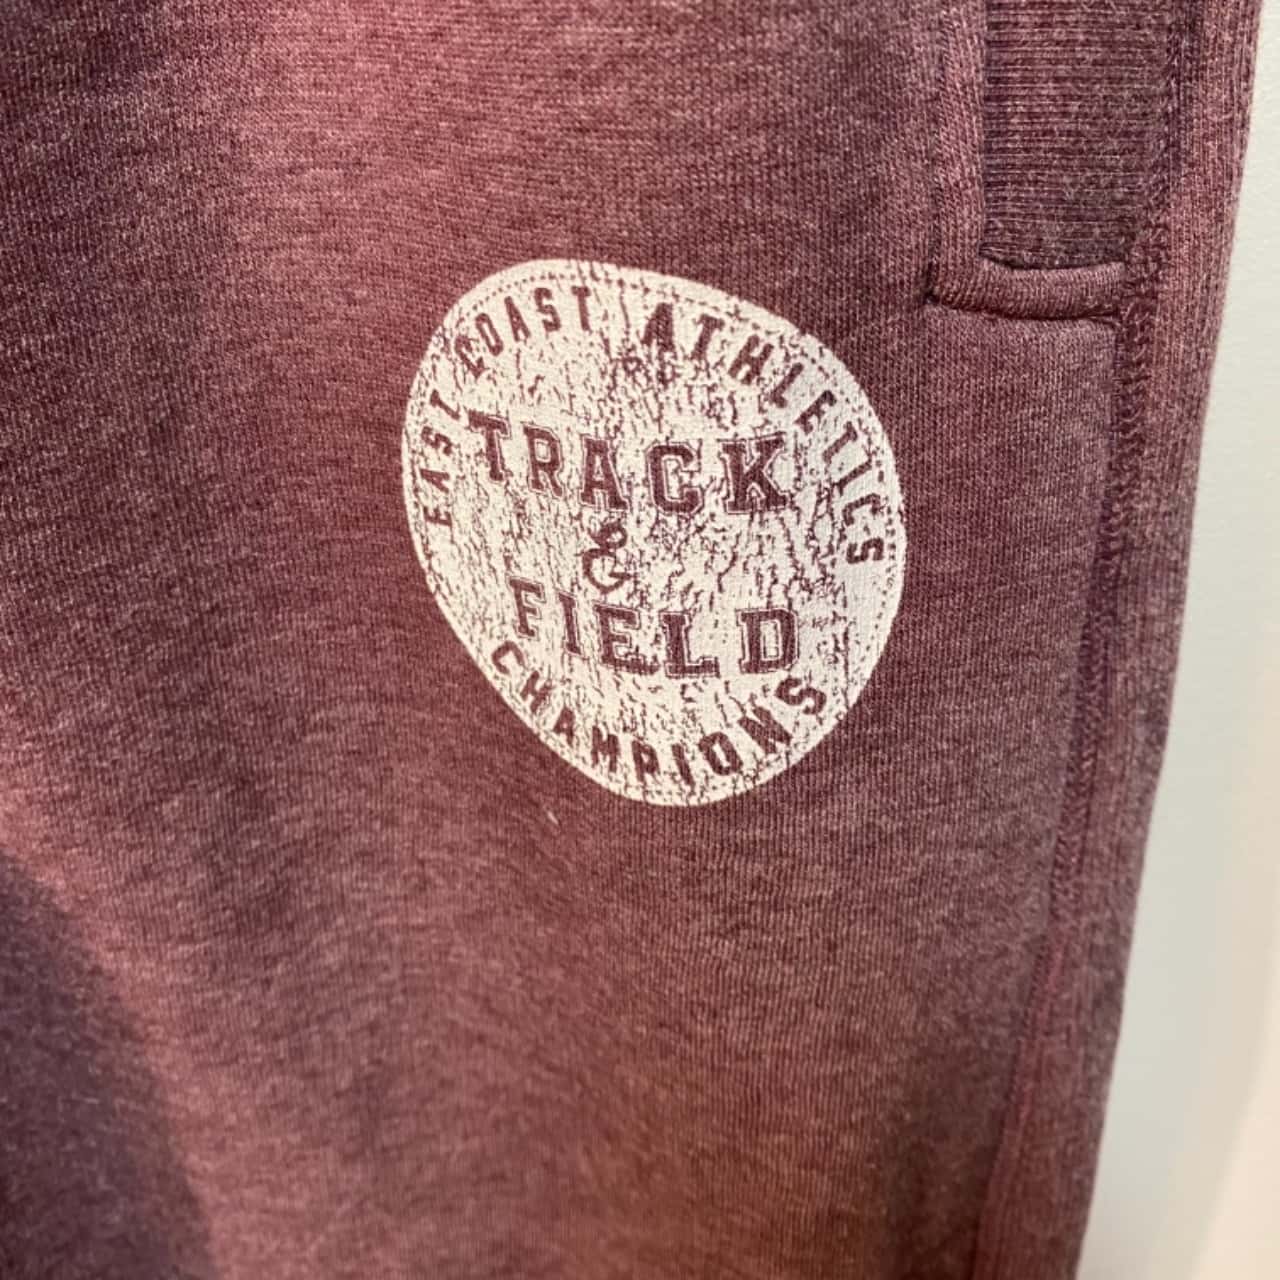 EAST COAST ATHLETICS
TRACK
&
FIELD
CHAMPIONS